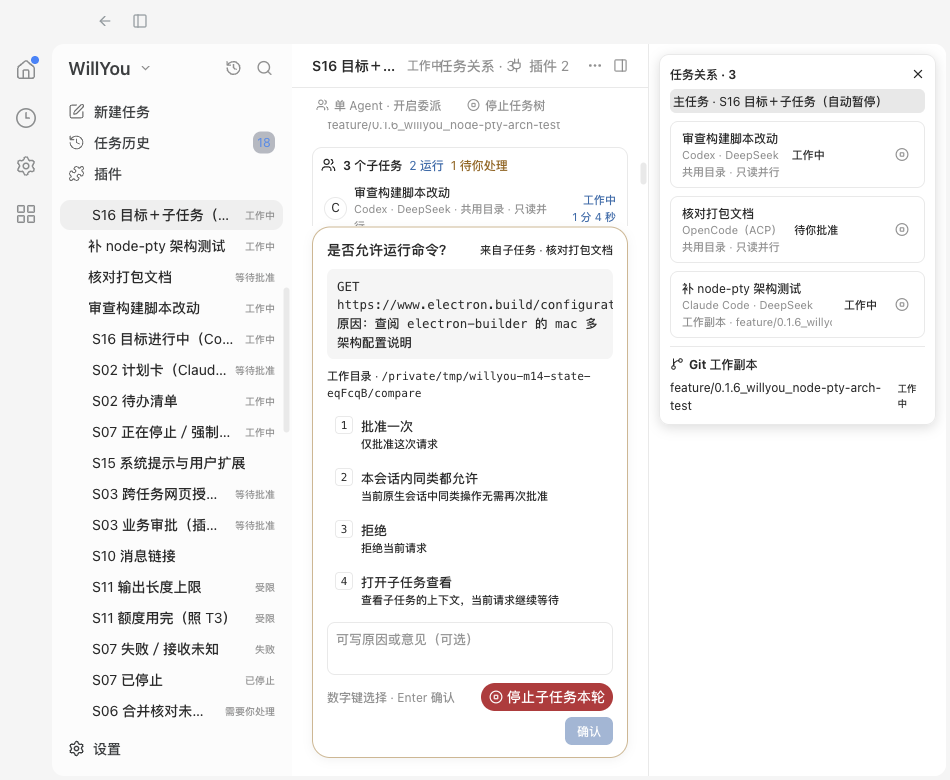 WillYou
新建任务
任务历史
18
插件
S16 目标＋子任务（... 工作中
补 node-pty 架构测试 工作中
核对打包文档 等待批准
审查构建脚本改动 工作中
S16 目标进行中（Co... 工作中
S02 计划卡（Claud... 等待批准
S02 待办清单 工作中
S07 正在停止 / 强制... 工作中
S15 系统提示与用户扩展
S03 跨任务网页授... 等待批准
S03 业务审批（插... 等待批准
S10 消息链接
S11 输出长度上限 受限
S11 额度用完（照 T3） 受限
S07 失败 / 接收未知 失败
S07 已停止 已停止
S06 合并核对未... 需要你处理
设置
S16 目标＋... 工作中 任务关系 · 3 插件 2
单 Agent · 开启委派 停止任务树
feature/0.1.6_willyou_node-pty-arch-test
3 个子任务 2 运行 1 待你处理
C
审查构建脚本改动
Codex · DeepSeek · 共用目录 · 只读并行
工作中
1 分 4 秒
是否允许运行命令？ 来自子任务 · 核对打包文档
GET
https://www.electron.build/configurat
原因：查阅 electron-builder 的 mac 多
架构配置说明
工作目录 · /private/tmp/willyou-m14-state-
eqFcqB/compare
1 批准一次
仅批准这次请求
2 本会话内同类都允许
当前原生会话中同类操作无需再次批准
3 拒绝
拒绝当前请求
4 打开子任务查看
查看子任务的上下文，当前请求继续等待
可写原因或意见（可选）
数字键选择 · Enter 确认
停止子任务本轮
确认
任务关系 · 3
主任务 · S16 目标＋子任务（自动暂停）
审查构建脚本改动
Codex · DeepSeek 工作中
共用目录 · 只读并行
核对打包文档
OpenCode（ACP） 待你批准
共用目录 · 只读并行
补 node-pty 架构测试
Claude Code · DeepSeek 工作中
工作副本 · feature/0.1.6_willyo
Git 工作副本
feature/0.1.6_willyou_node-pty-arch-
test
工作
中